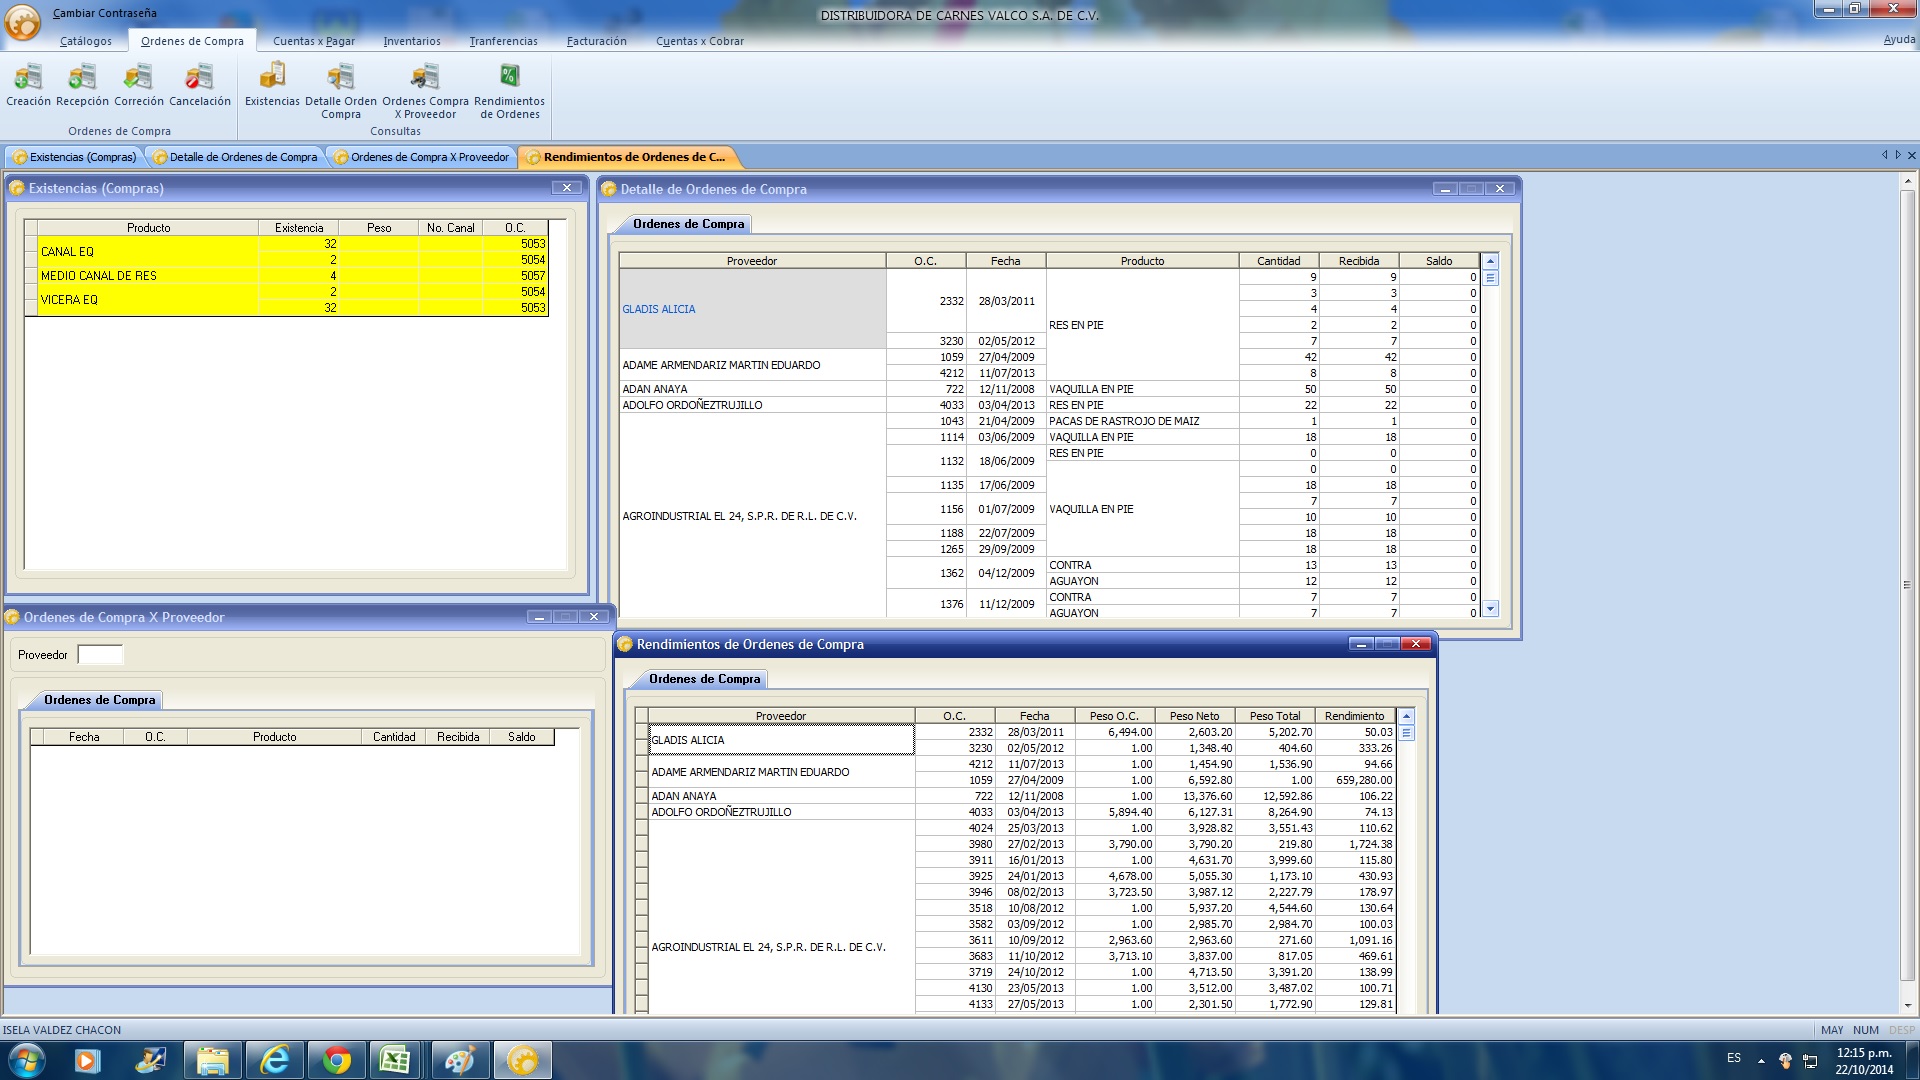 Cambiar Contraseña
DISTRIBUIDORA DE CARNES VALCO S.A. DE C.V.
Catálogos Ordenes de Compra Cuentas x Pagar Inventarios Tranferencias Facturación Cuentas x Cobrar Ayuda
Creación Recepción Correción Cancelación Existencias Detalle Orden Compra Ordenes Compra X Proveedor Rendimientos de Ordenes
Ordenes de Compra Consultas
Existencias (Compras) Detalle de Ordenes de Compra Ordenes de Compra X Proveedor Rendimientos de Ordenes de C...
Existencias (Compras)
Producto Existencia Peso No. Canal O.C.
CANAL EQ 32 5053
2 5054
MEDIO CANAL DE RES 4 5057
VICERA EQ 2 5054
32 5053
Detalle de Ordenes de Compra
Ordenes de Compra
Proveedor O.C. Fecha Producto Cantidad Recibida Saldo
GLADIS ALICIA 2332 28/03/2011 RES EN PIE 9 9 0
3 3 0
4 4 0
2 2 0
3230 02/05/2012 7 7 0
ADAME ARMENDARIZ MARTIN EDUARDO 1059 27/04/2009 42 42 0
4212 11/07/2013 8 8 0
ADAN ANAYA 722 12/11/2008 VAQUILLA EN PIE 50 50 0
ADOLFO ORDOÑEZTRUJILLO 4033 03/04/2013 RES EN PIE 22 22 0
AGROINDUSTRIAL EL 24, S.P.R. DE R.L. DE C.V. 1043 21/04/2009 PACAS DE RASTROJO DE MAIZ 1 1 0
1114 03/06/2009 VAQUILLA EN PIE 18 18 0
1132 18/06/2009 RES EN PIE 0 0 0
VAQUILLA EN PIE 0 0 0
1135 17/06/2009 18 18 0
1156 01/07/2009 7 7 0
10 10 0
1188 22/07/2009 18 18 0
1265 29/09/2009 18 18 0
1362 04/12/2009 CONTRA 13 13 0
AGUAYON 12 12 0
1376 11/12/2009 CONTRA 7 7 0
AGUAYON 7 7 0
Ordenes de Compra X Proveedor
Proveedor
Ordenes de Compra
Fecha O.C. Producto Cantidad Recibida Saldo
Rendimientos de Ordenes de Compra
Ordenes de Compra
Proveedor O.C. Fecha Peso O.C. Peso Neto Peso Total Rendimiento
GLADIS ALICIA 2332 28/03/2011 6,494.00 2,603.20 5,202.70 50.03
3230 02/05/2012 1.00 1,348.40 404.60 333.26
ADAME ARMENDARIZ MARTIN EDUARDO 4212 11/07/2013 1.00 1,454.90 1,536.90 94.66
1059 27/04/2009 1.00 6,592.80 1.00 659,280.00
ADAN ANAYA 722 12/11/2008 1.00 13,376.60 12,592.86 106.22
ADOLFO ORDOÑEZTRUJILLO 4033 03/04/2013 5,894.40 6,127.31 8,264.90 74.13
AGROINDUSTRIAL EL 24, S.P.R. DE R.L. DE C.V. 4024 25/03/2013 1.00 3,928.82 3,551.43 110.62
3980 27/02/2013 3,790.00 3,790.20 219.80 1,724.38
3911 16/01/2013 1.00 4,631.70 3,999.60 115.80
3925 24/01/2013 4,678.00 5,055.30 1,173.10 430.93
3946 08/02/2013 3,723.50 3,987.12 2,227.79 178.97
3518 10/08/2012 1.00 5,937.20 4,544.60 130.64
3582 03/09/2012 1.00 2,985.70 2,984.70 100.03
3611 10/09/2012 2,963.60 2,963.60 271.60 1,091.16
3683 11/10/2012 3,713.10 3,837.00 817.05 469.61
3719 24/10/2012 1.00 4,713.50 3,391.20 138.99
4130 23/05/2013 1.00 3,512.00 3,487.02 100.71
4133 27/05/2013 1.00 2,301.50 1,772.90 129.81
ISELA VALDEZ CHACON MAY NUM DESP
ES 12:15 p.m.
22/10/2014